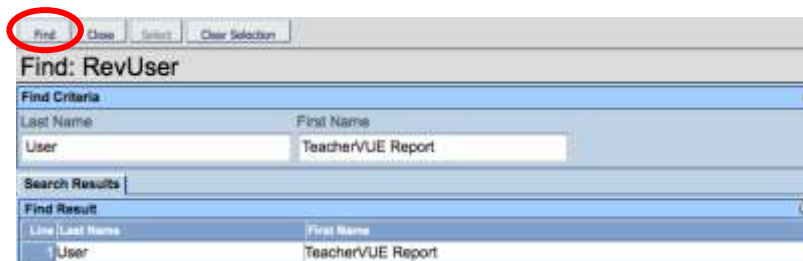 Find Close Select Clear Selection
Find: RevUser
Find Criteria
Last Name First Name
User TeacherVUE Report
Search Results
Find Result
Line Last Name First Name
1 User TeacherVUE Report